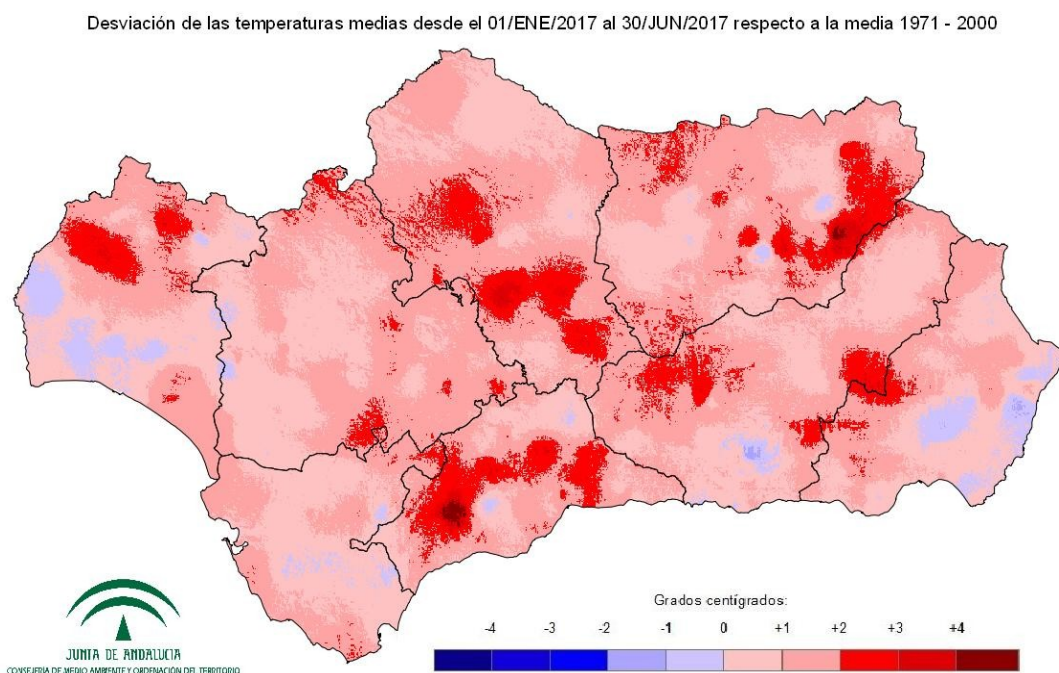 Desviación de las temperaturas medias desde el 01/ENE/2017 al 30/JUN/2017 respecto a la media 1971 - 2000
Grados centígrados:
-4 -3 -2 -1 0 +1 +2 +3 +4
JUNTA DE ANDALUCIA
CONSEJERÍA DE MEDIO AMBIENTE Y ORDENACIÓN DEL TERRITORIO